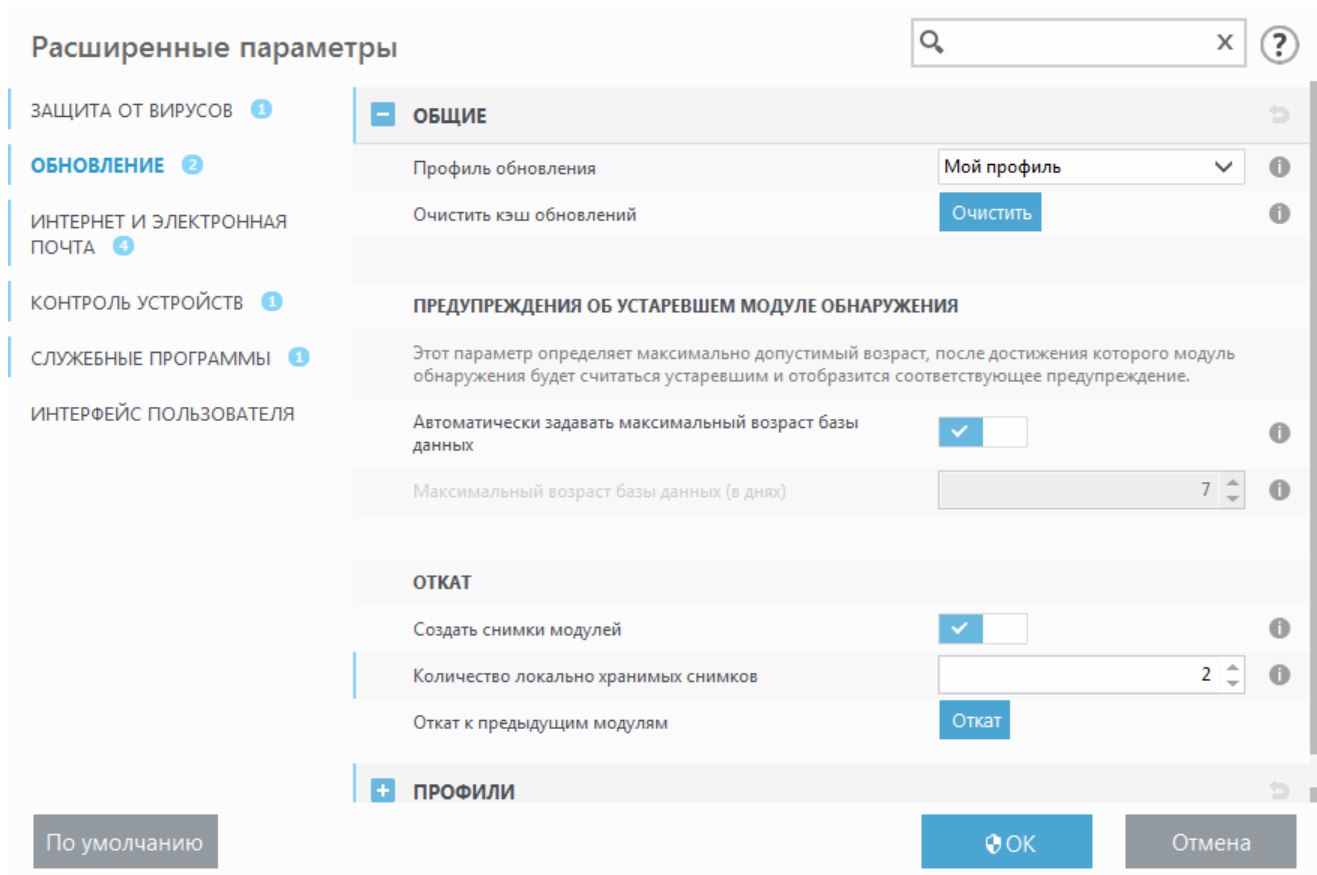 Расширенные параметры
x
?
ЗАЩИТА ОТ ВИРУСОВ 1
ОБНОВЛЕНИЕ 2
ИНТЕРНЕТ И ЭЛЕКТРОННАЯ
ПОЧТА 4
КОНТРОЛЬ УСТРОЙСТВ 1
СЛУЖЕБНЫЕ ПРОГРАММЫ 1
ИНТЕРФЕЙС ПОЛЬЗОВАТЕЛЯ
ОБЩИЕ
Профиль обновления
Мой профиль
Очистить кэш обновлений
Очистить
ПРЕДУПРЕЖДЕНИЯ ОБ УСТАРЕВШЕМ МОДУЛЕ ОБНАРУЖЕНИЯ
Этот параметр определяет максимально допустимый возраст, после достижения которого модуль
обнаружения будет считаться устаревшим и отобразится соответствующее предупреждение.
Автоматически задавать максимальный возраст базы
данных
Максимальный возраст базы данных (в днях)
7
ОТКАТ
Создать снимки модулей
Количество локально хранимых снимков
2
Откат к предыдущим модулям
Откат
ПРОФИЛИ
По умолчанию
OK
Отмена